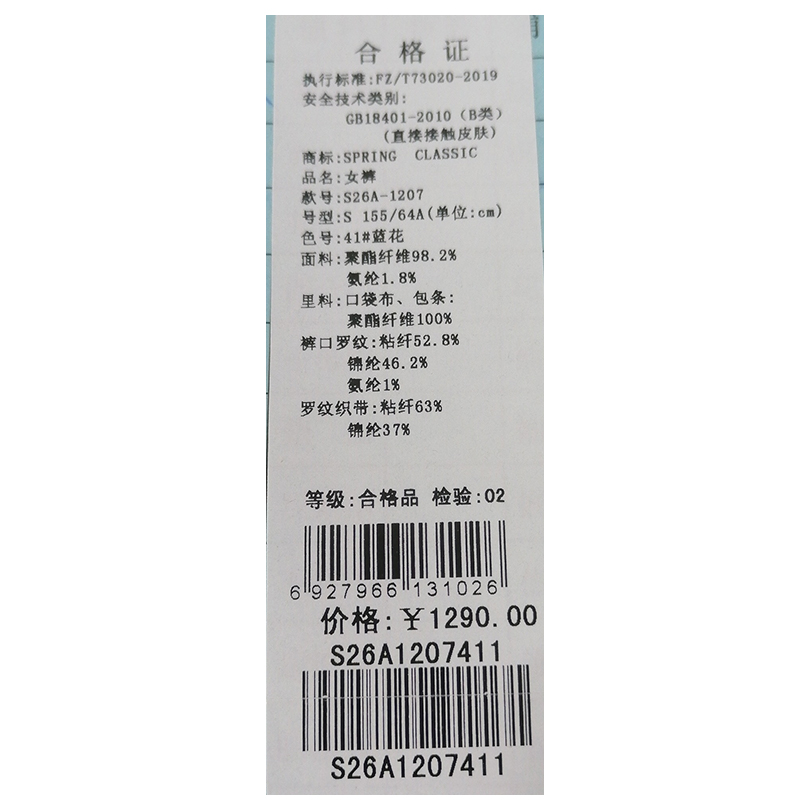 合格证
执行标准:FZ/T73020-2019
安全技术类别:
GB18401-2010（B类）
(直接接触皮肤)
商标:SPRING CLASSIC
品名:女裤
款号:S26A-1207
号型:S 155/64A(单位:cm)
色号:41#蓝花
面料:聚酯纤维98.2%
氨纶1.8%
里料:口袋布、包条:
聚酯纤维100%
裤口罗纹:粘纤52.8%
锦纶46.2%
氨纶1%
罗纹织带:粘纤63%
锦纶37%
等级:合格品 检验:02
6 927966 131026
价格:￥1290.00
S26A1207411
S26A1207411